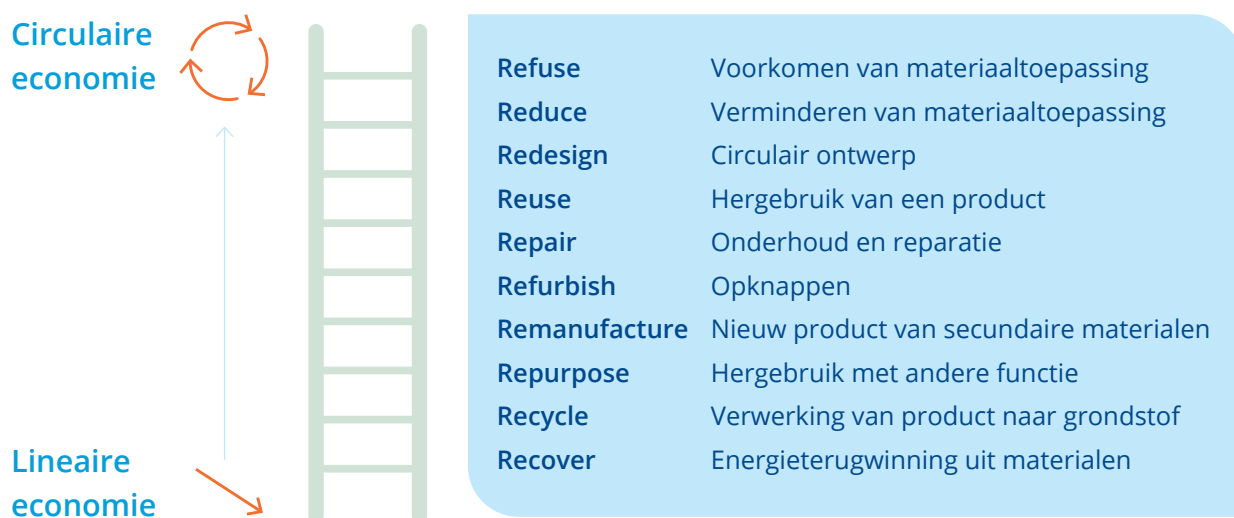 Circulaire
economie
Refuse Voorkomen van materiaaltoepassing
Reduce Verminderen van materiaaltoepassing
Redesign Circulair ontwerp
Reuse Hergebruik van een product
Repair Onderhoud en reparatie
Refurbish Opknappen
Remanufacture Nieuw product van secundaire materialen
Repurpose Hergebruik met andere functie
Recycle Verwerking van product naar grondstof
Recover Energieterugwinning uit materialen
Lineaire
economie